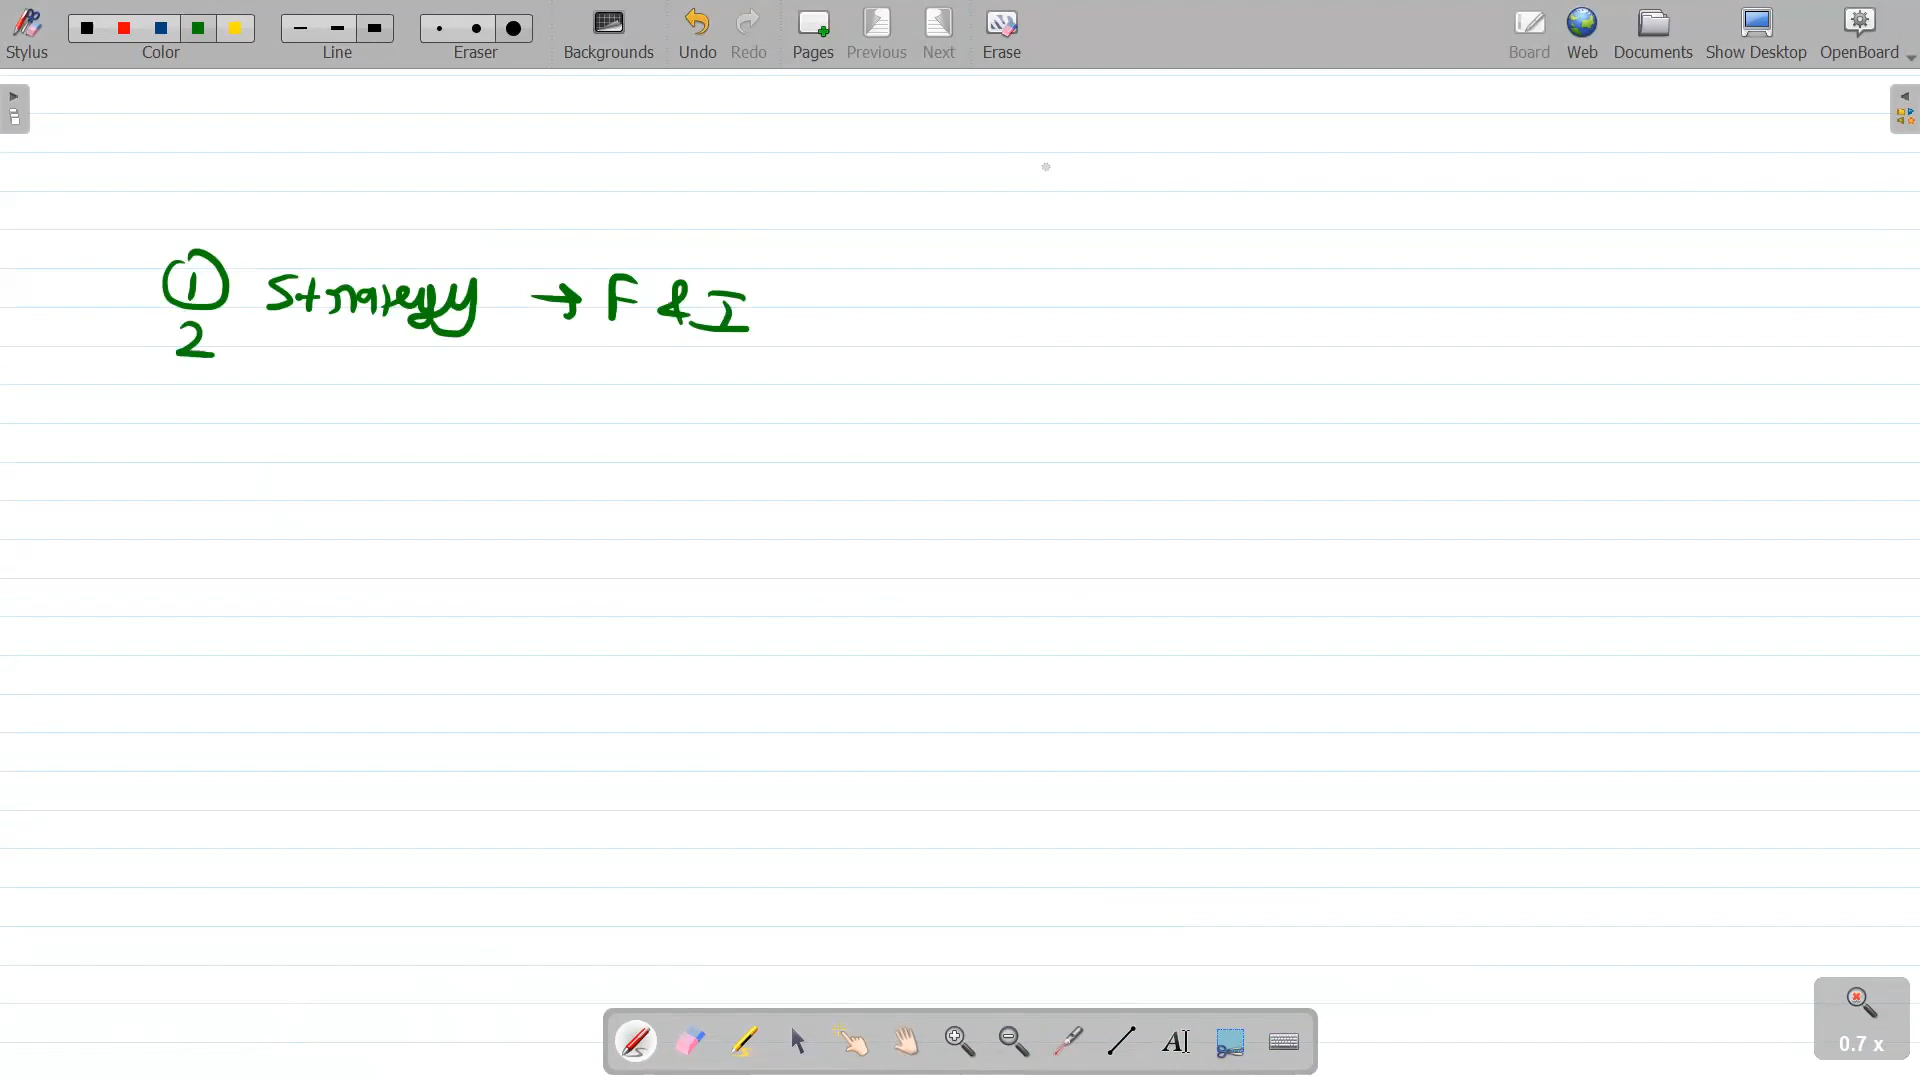 Stylus Color Line Eraser Backgrounds Undo Redo Pages Previous Next Erase Board Web Documents Show Desktop OpenBoard
① Strategy → F & I
2
0.7 x